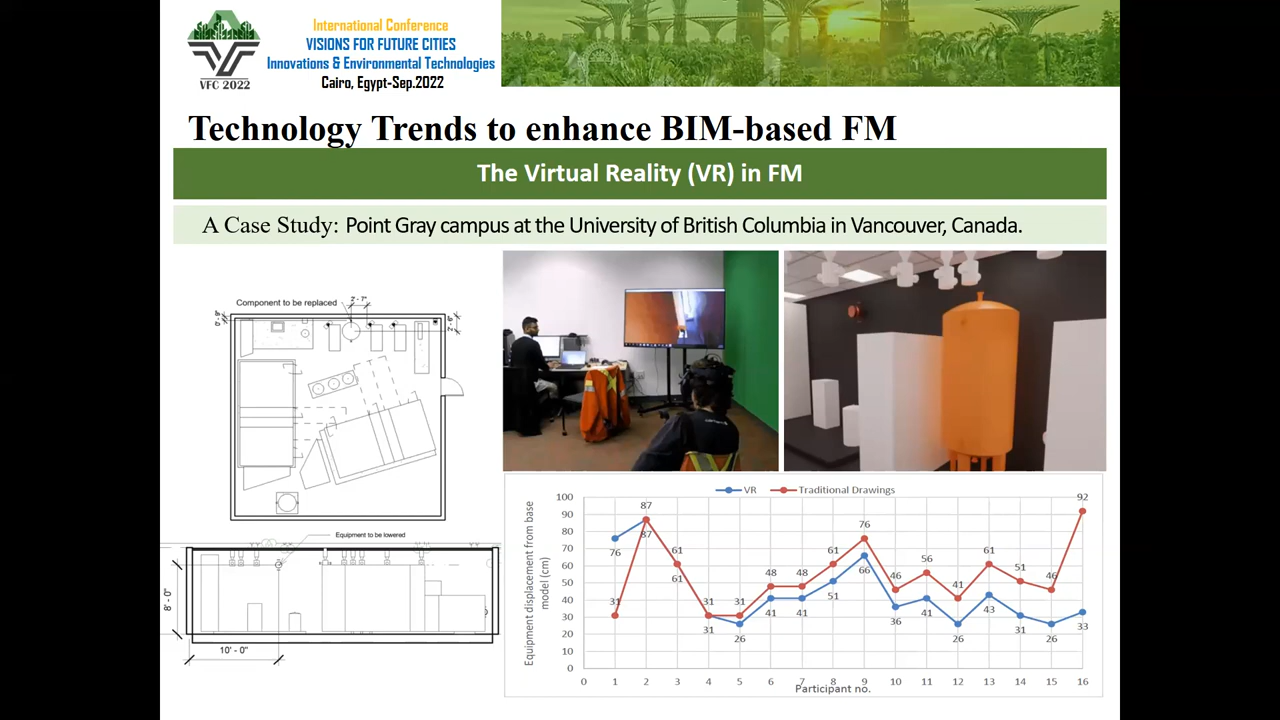 International Conference
VISIONS FOR FUTURE CITIES
Innovations & Environmental Technologies
Cairo, Egypt-Sep.2022
VFC 2022
Technology Trends to enhance BIM-based FM
The Virtual Reality (VR) in FM
A Case Study: Point Gray campus at the University of British Columbia in Vancouver, Canada.
Component to be replaced
2' - 7"
Equipment to be lowered
8' - 0"
10' - 0"
VR Traditional Drawings
Equipment displacement from base
model (cm)
100
90
80
70
60
50
40
30
20
10
0
76 87 61 31 26 41 41 51 66 36 41 26 43 31 26 33
31 87 61 31 31 48 48 61 76 46 56 41 61 51 46 92
0 1 2 3 4 5 6 7 8 9 10 11 12 13 14 15 16
Participant no.